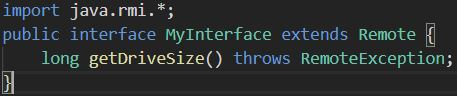 import java.rmi.*;
public interface MyInterface extends Remote {
    long getDriveSize() throws RemoteException;
}